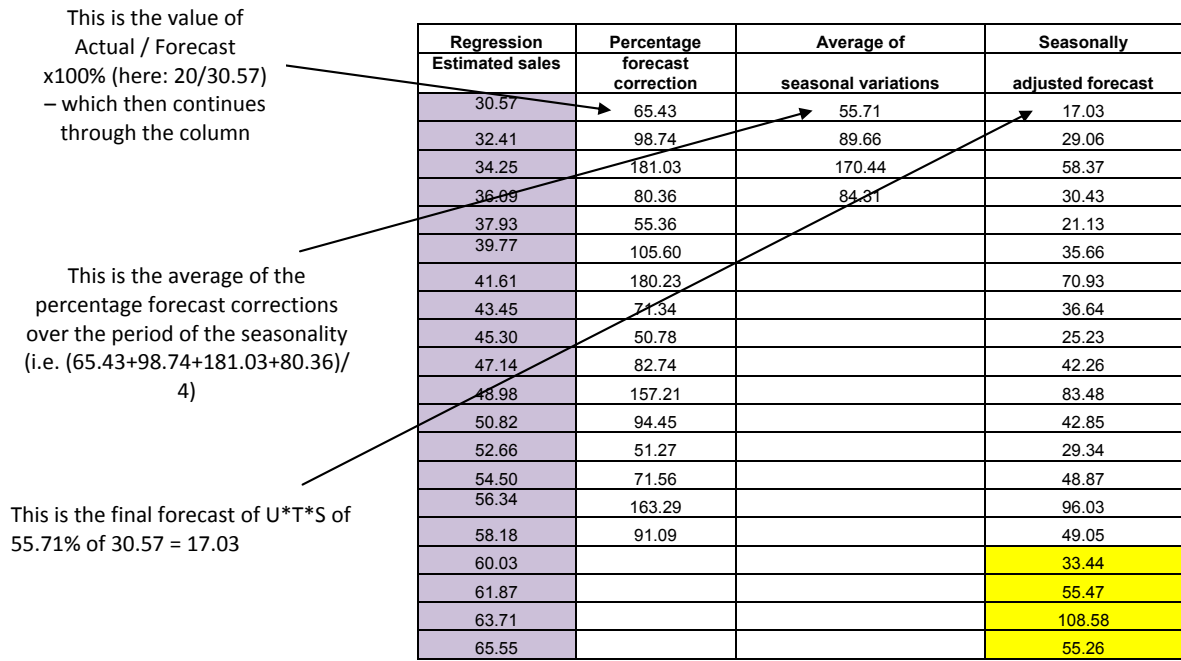 This is the value of
Actual / Forecast
x100% (here: 20/30.57)
– which then continues
through the column
This is the average of the
percentage forecast corrections
over the period of the seasonality
(i.e. (65.43+98.74+181.03+80.36)/
4)
This is the final forecast of U*T*S of
55.71% of 30.57 = 17.03
Regression Percentage Average of Seasonally
Estimated sales forecast
correction seasonal variations adjusted forecast
30.57 65.43 55.71 17.03
32.41 98.74 89.66 29.06
34.25 181.03 170.44 58.37
36.09 80.36 84.31 30.43
37.93 55.36 21.13
39.77 105.60 35.66
41.61 180.23 70.93
43.45 71.34 36.64
45.30 50.78 25.23
47.14 82.74 42.26
48.98 157.21 83.48
50.82 94.45 42.85
52.66 51.27 29.34
54.50 71.56 48.87
56.34 163.29 96.03
58.18 91.09 49.05
60.03 33.44
61.87 55.47
63.71 108.58
65.55 55.26